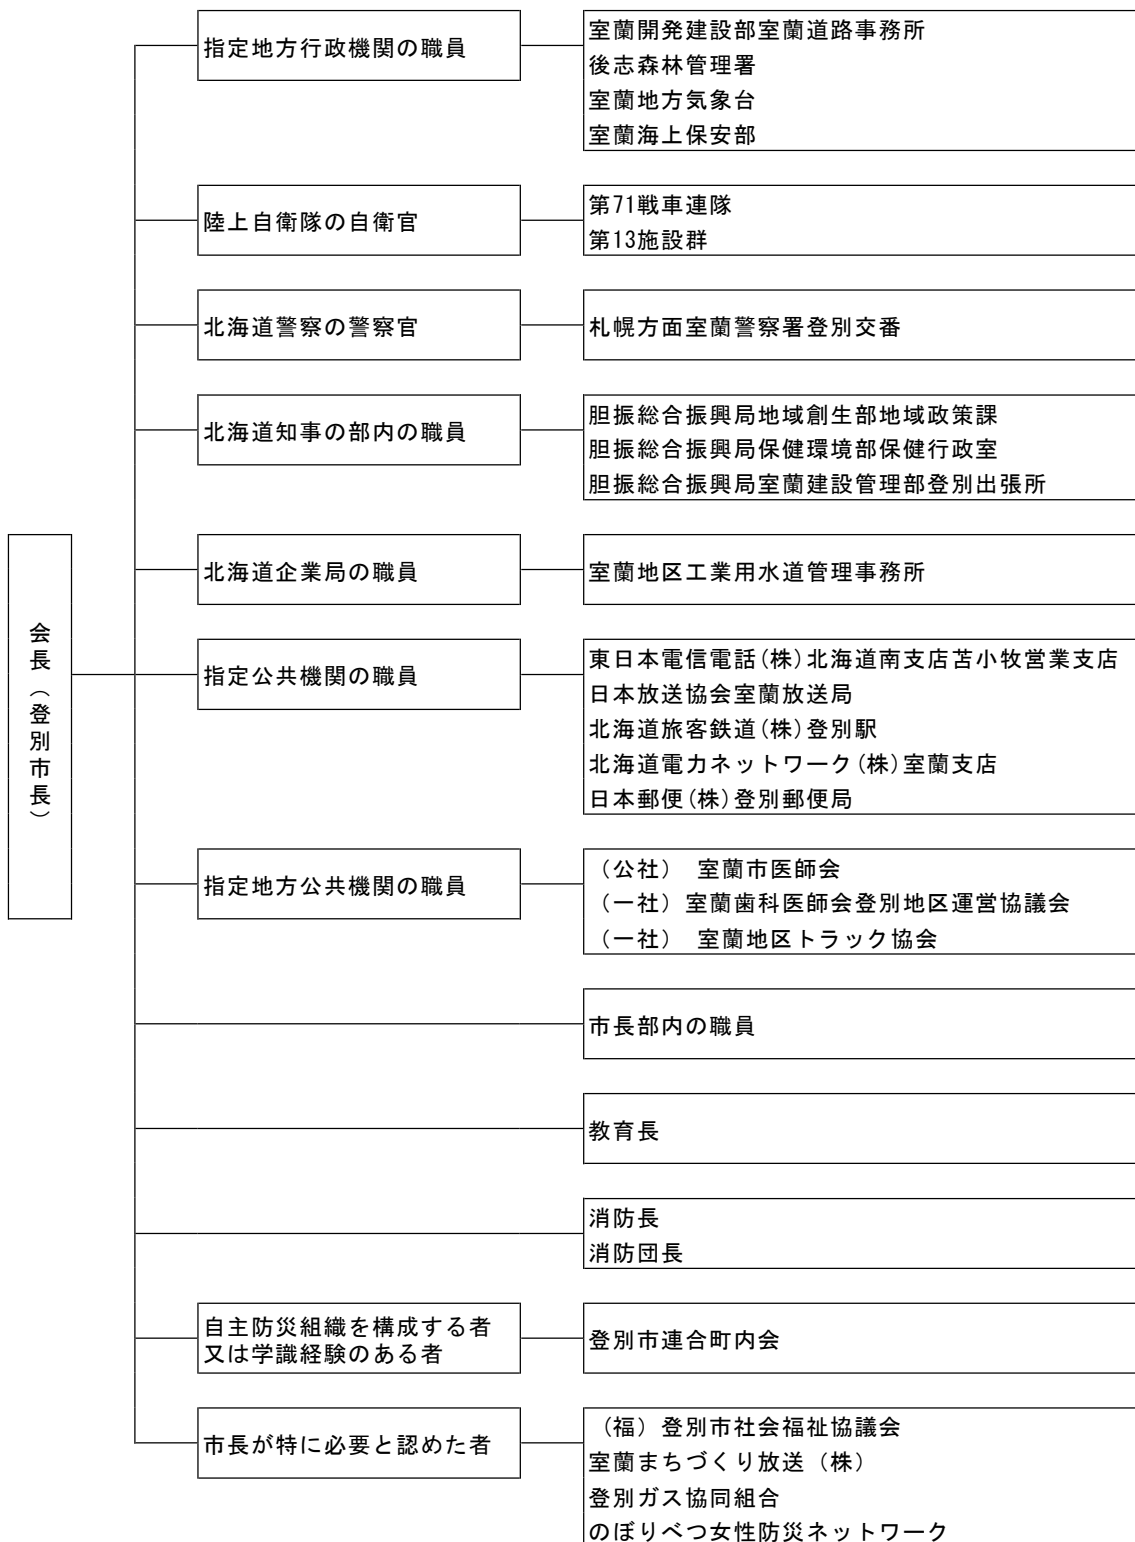 会長（登別市長）
指定地方行政機関の職員
室蘭開発建設部室蘭道路事務所
後志森林管理署
室蘭地方気象台
室蘭海上保安部
陸上自衛隊の自衛官
第71戦車連隊
第13施設群
北海道警察の警察官
札幌方面室蘭警察署登別交番
北海道知事の部内の職員
胆振総合振興局地域創生部地域政策課
胆振総合振興局保健環境部保健行政室
胆振総合振興局室蘭建設管理部登別出張所
北海道企業局の職員
室蘭地区工業用水道管理事務所
指定公共機関の職員
東日本電信電話(株)北海道南支店苫小牧営業支店
日本放送協会室蘭放送局
北海道旅客鉄道(株)登別駅
北海道電力ネットワーク(株)室蘭支店
日本郵便(株)登別郵便局
指定地方公共機関の職員
（公社） 室蘭市医師会
（一社）室蘭歯科医師会登別地区運営協議会
（一社） 室蘭地区トラック協会
市長部内の職員
教育長
消防長
消防団長
自主防災組織を構成する者
又は学識経験のある者
登別市連合町内会
市長が特に必要と認めた者
（福）登別市社会福祉協議会
室蘭まちづくり放送（株）
登別ガス協同組合
のぼりべつ女性防災ネットワーク